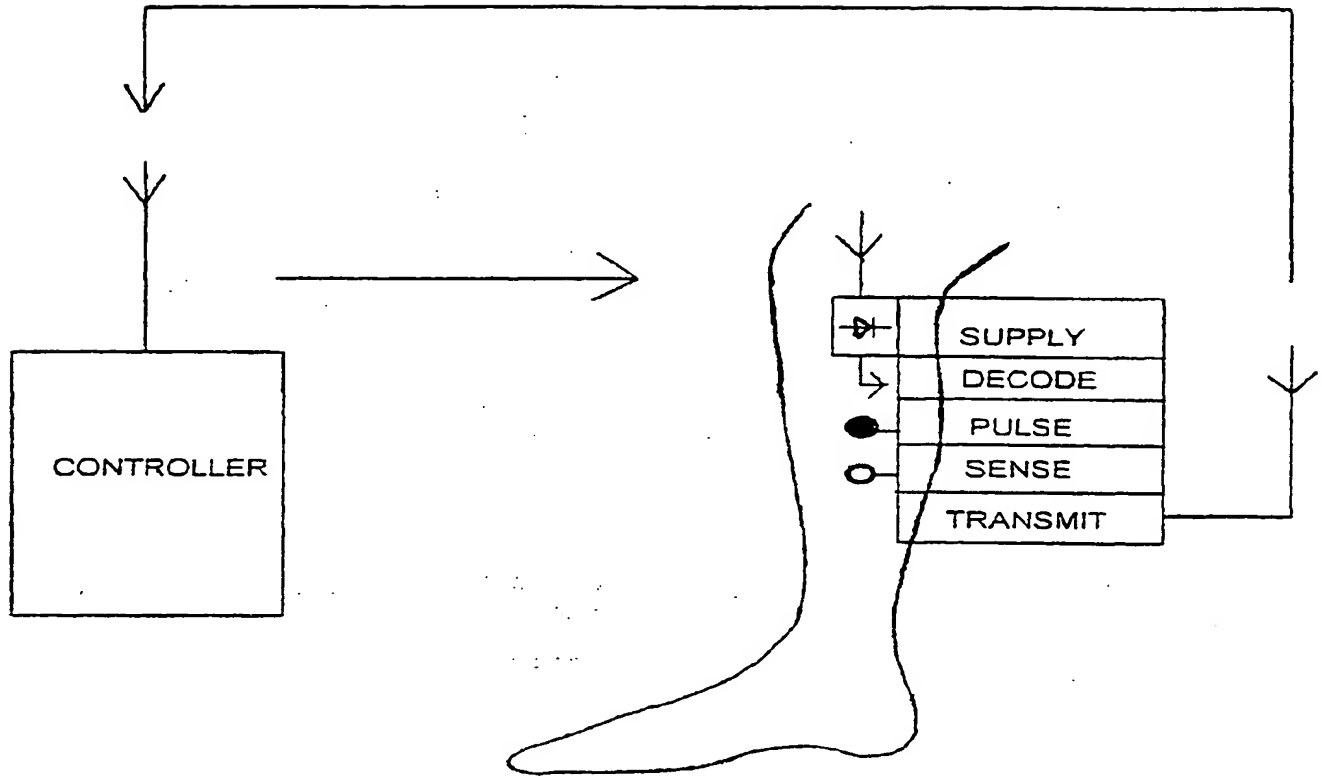 CONTROLLER
SUPPLY
DECODE
PULSE
SENSE
TRANSMIT